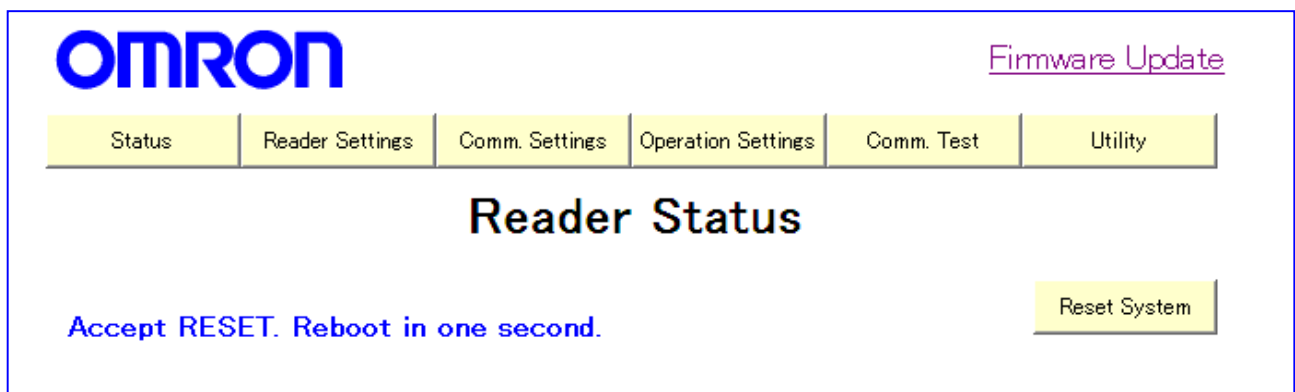 OMRON
Firmware Update
Status Reader Settings Comm. Settings Operation Settings Comm. Test Utility
Reader Status
Reset System
Accept RESET. Reboot in one second.